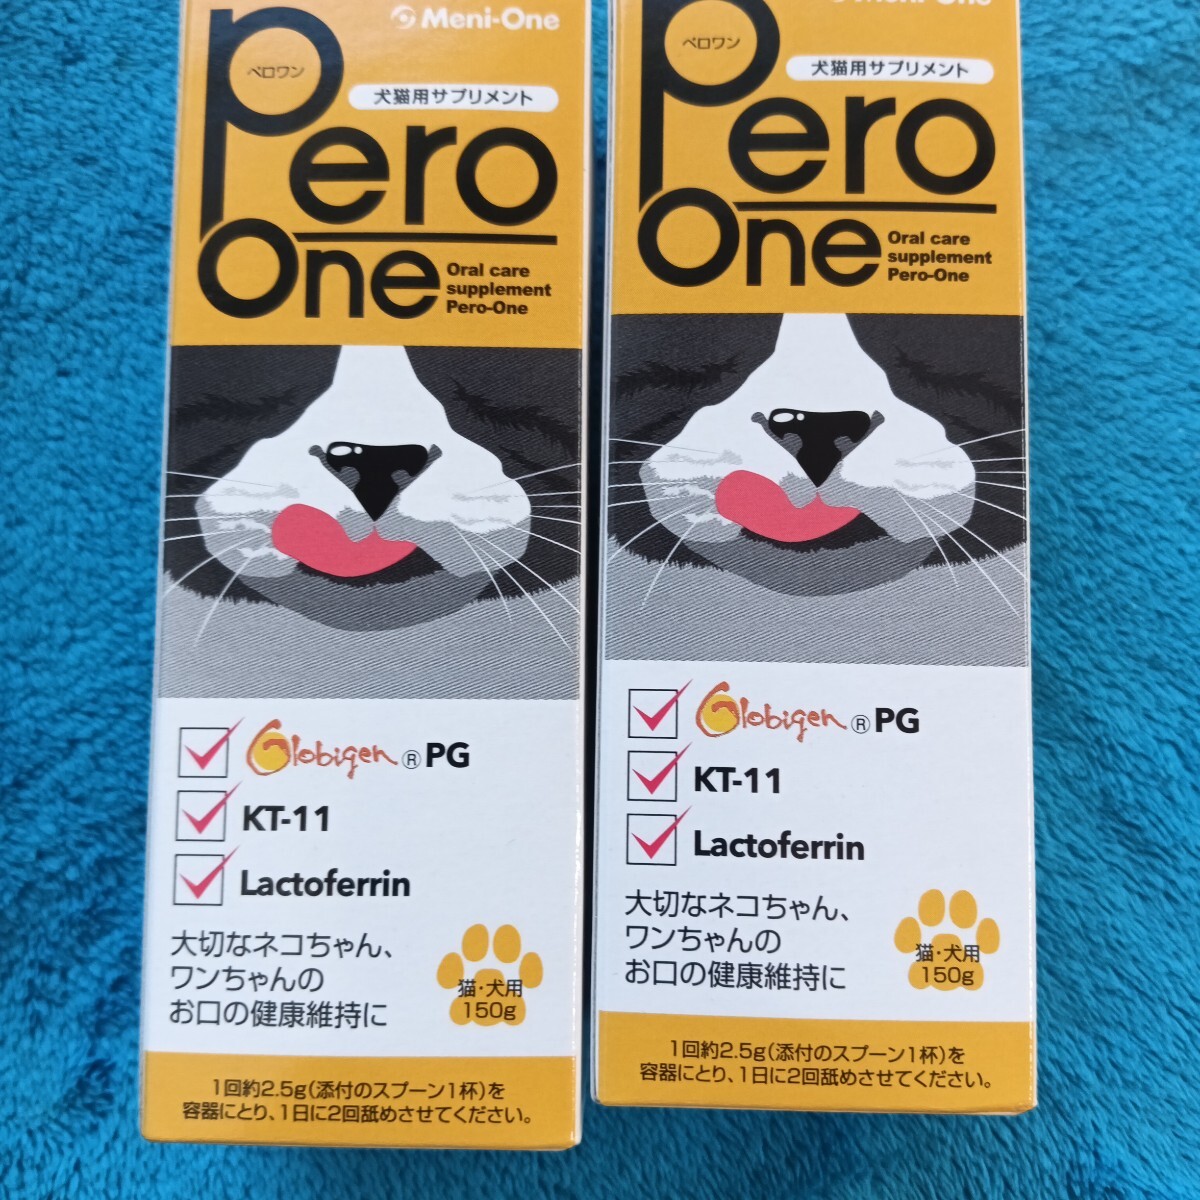 Meni-One
ペロワン
犬猫用サプリメント
Pero
One
Oral care
supplement
Pero-One
Globigen® PG
KT-11
Lactoferrin
大切なネコちゃん、
ワンちゃんの
お口の健康維持に
猫・犬用
150g
1回約2.5g(添付のスプーン1杯)を
容器にとり、1日に2回舐めさせてください。
Meni-One
ペロワン
犬猫用サプリメント
Pero
One
Oral care
supplement
Pero-One
Globigen® PG
KT-11
Lactoferrin
大切なネコちゃん、
ワンちゃんの
お口の健康維持に
猫・犬用
150g
1回約2.5g(添付のスプーン1杯)を
容器にとり、1日に2回舐めさせてください。